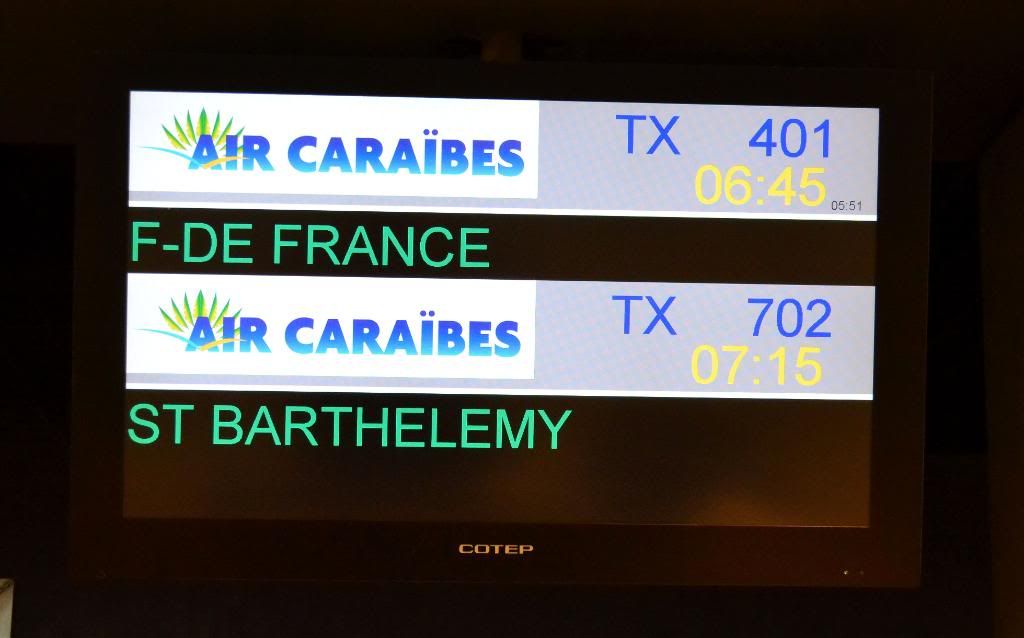 AIR CARAÏBES TX 401
06:45 05:51
F-DE FRANCE
AIR CARAÏBES TX 702
07:15
ST BARTHELEMY
COTEP